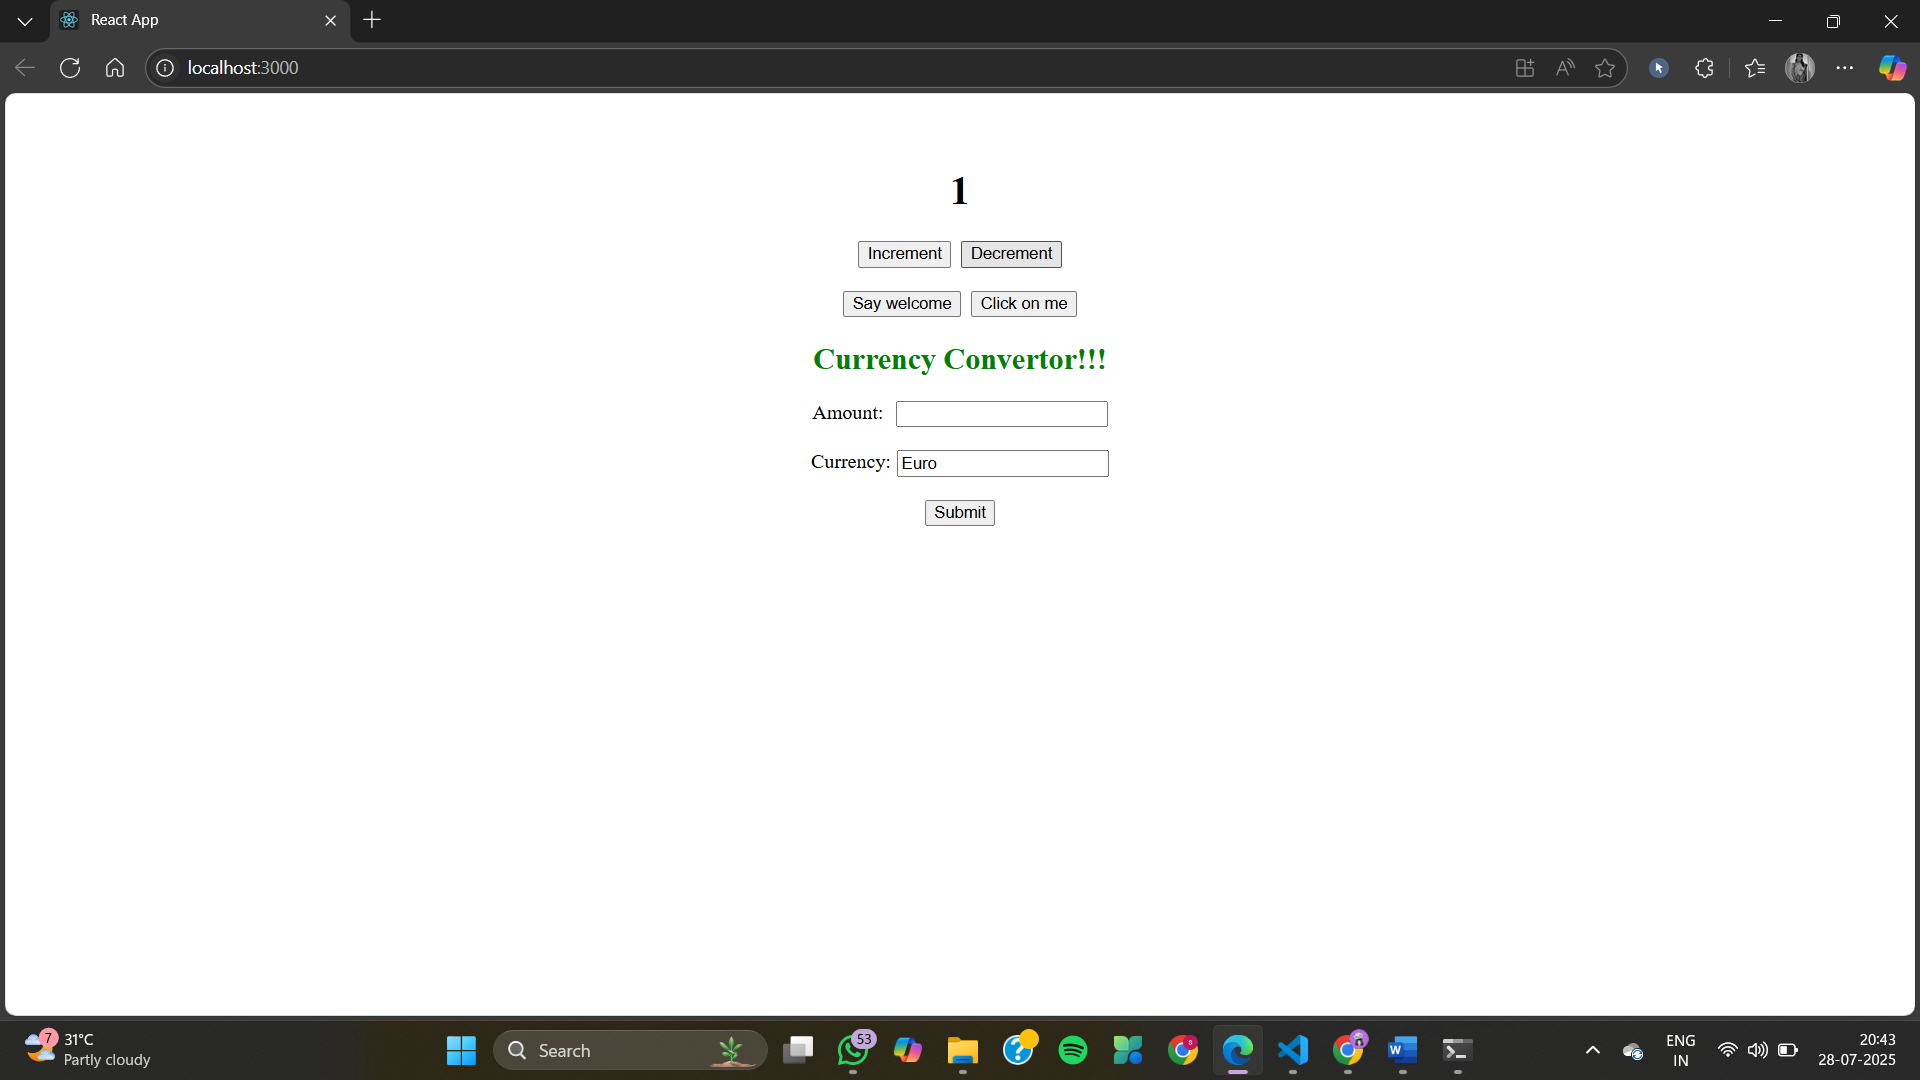 React App
localhost:3000
1
Increment Decrement
Say welcome Click on me
Currency Convertor!!!
Amount:
Currency: Euro
Submit
7 31°C
Partly cloudy
Search
53
ENG
IN
20:43
28-07-2025